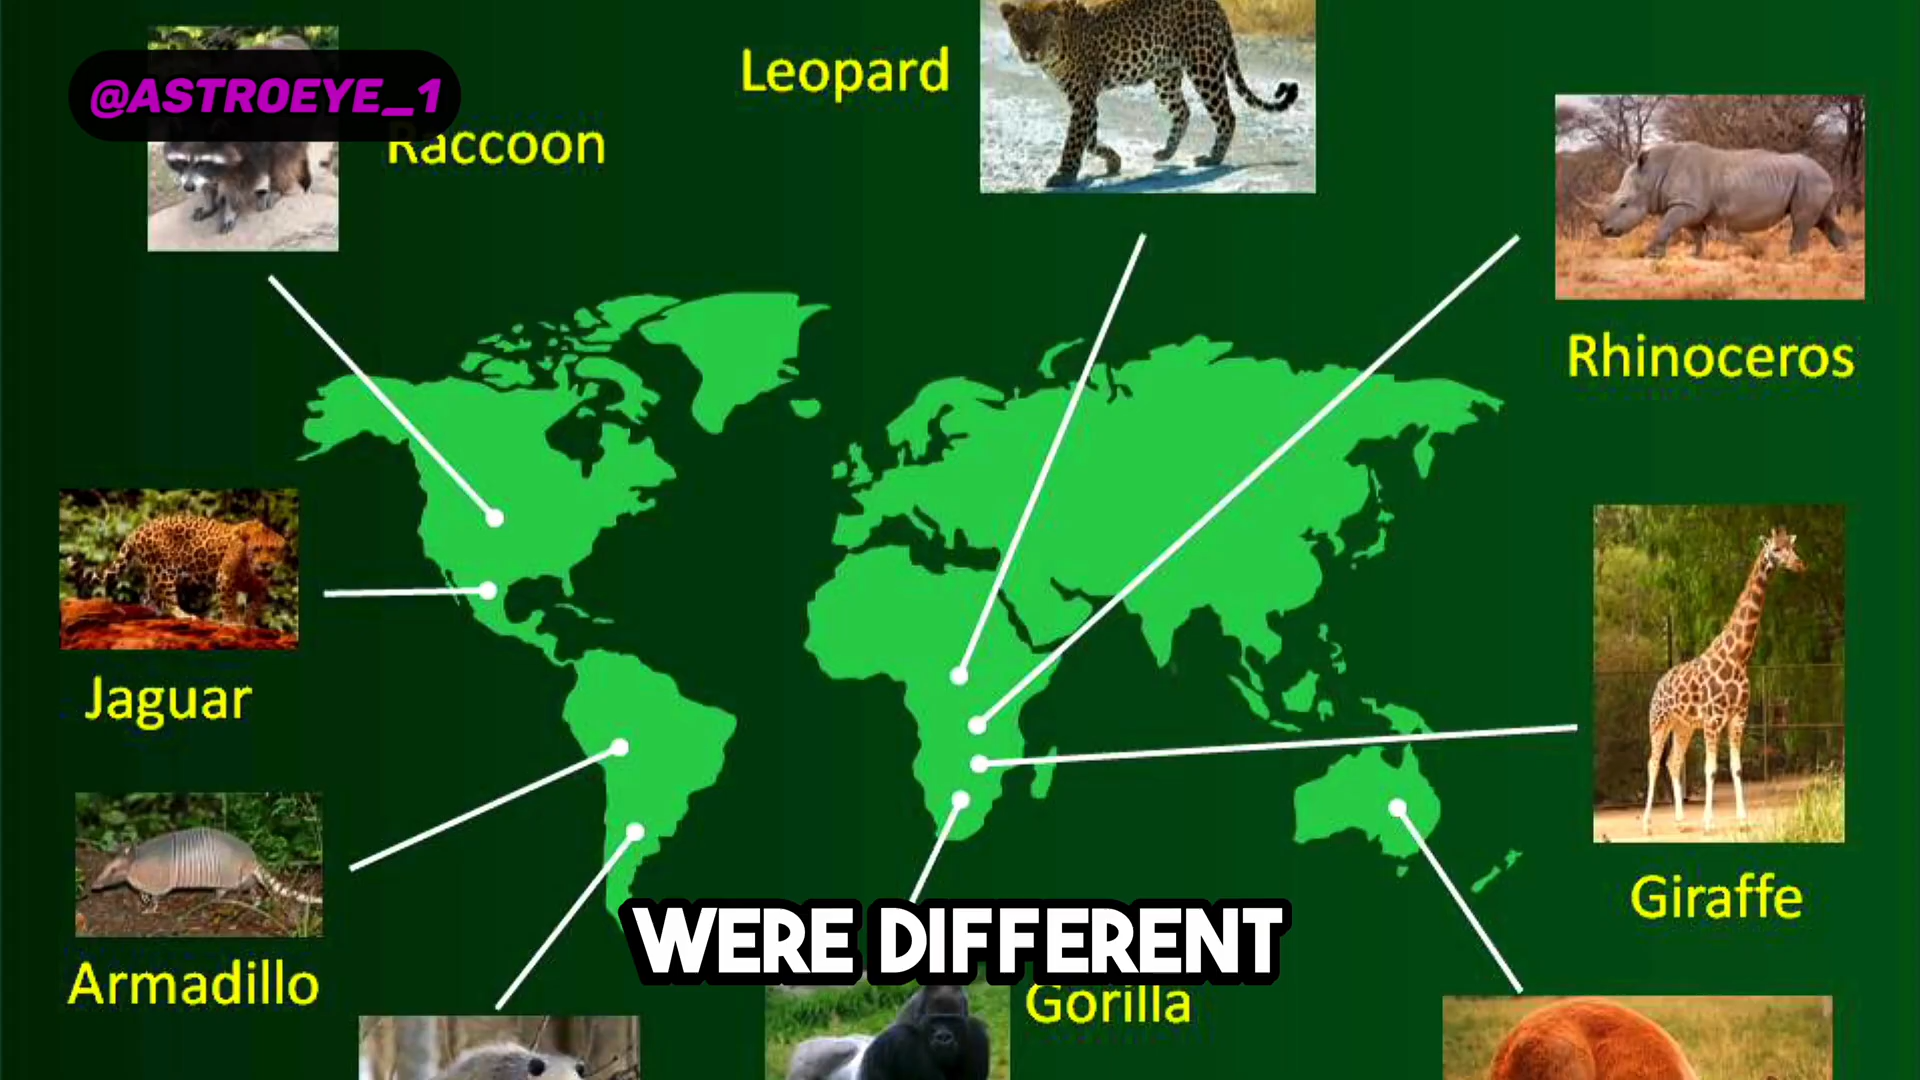 @ASTROEYE_1
Raccoon
Leopard
Rhinoceros
Jaguar
Giraffe
Armadillo
WERE DIFFERENT
Gorilla